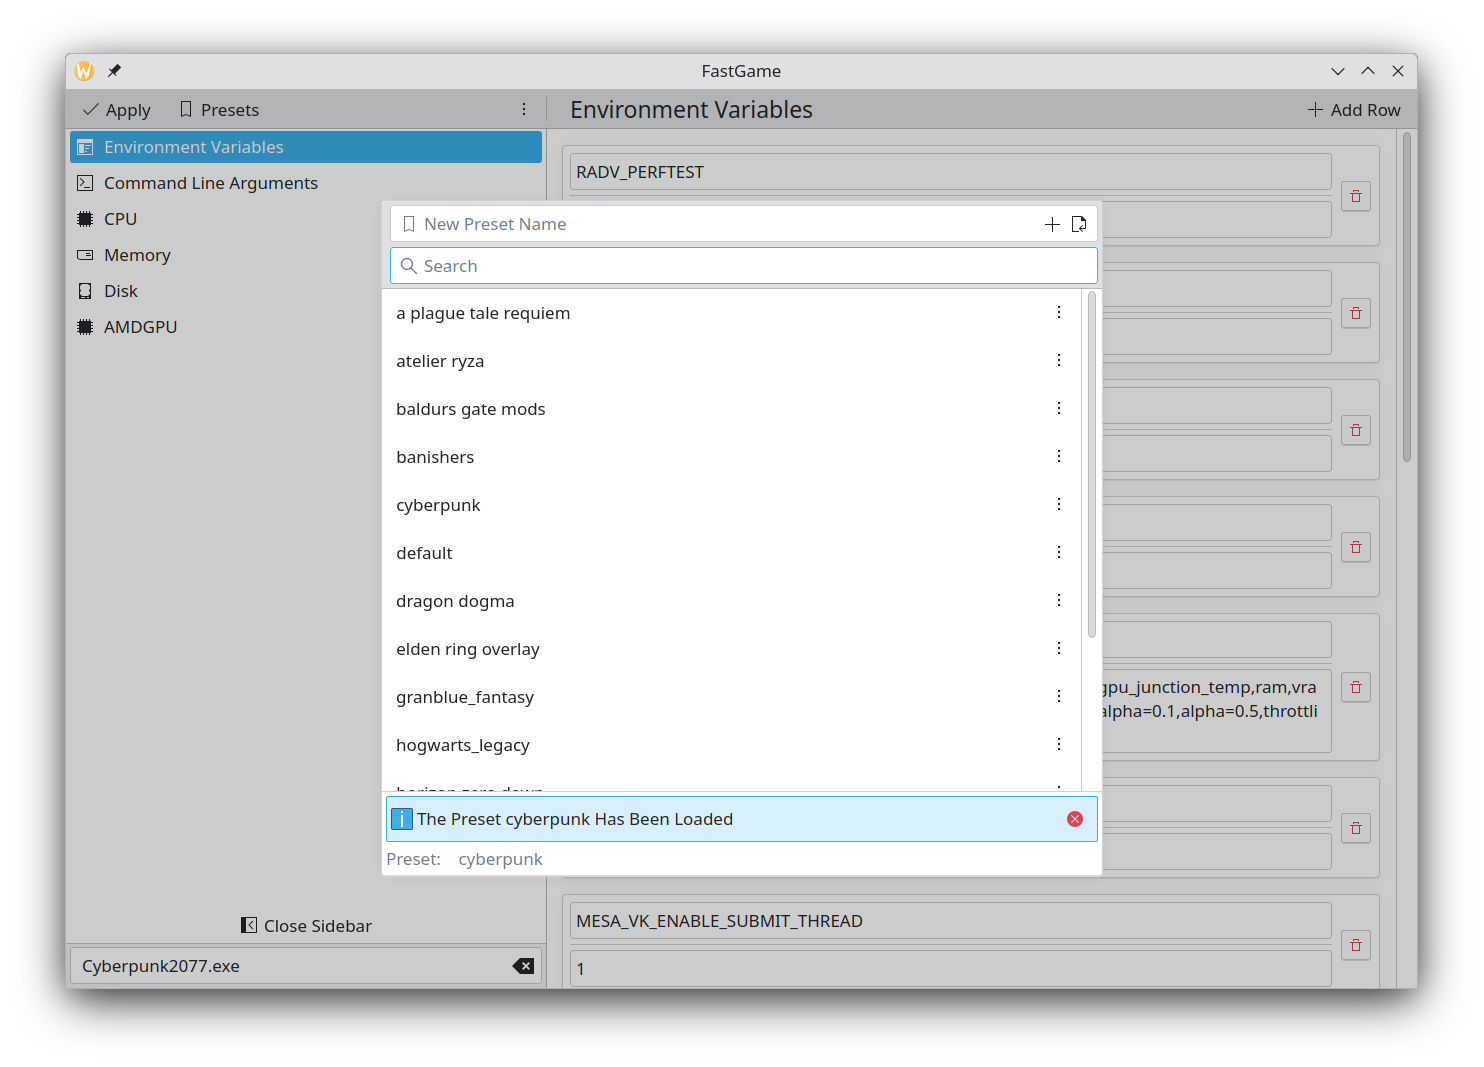 FastGame
Apply
Presets
Environment Variables
Add Row
Environment Variables
Command Line Arguments
CPU
Memory
Disk
AMDGPU
Close Sidebar
Cyberpunk2077.exe
RADV_PERFTEST
New Preset Name
Search
a plague tale requiem
atelier ryza
baldurs gate mods
banishers
cyberpunk
default
dragon dogma
elden ring overlay
granblue_fantasy
hogwarts_legacy
The Preset cyberpunk Has Been Loaded
Preset: cyberpunk
gpu_junction_temp,ram,vra
alpha=0.1,alpha=0.5,throttli
MESA_VK_ENABLE_SUBMIT_THREAD
1